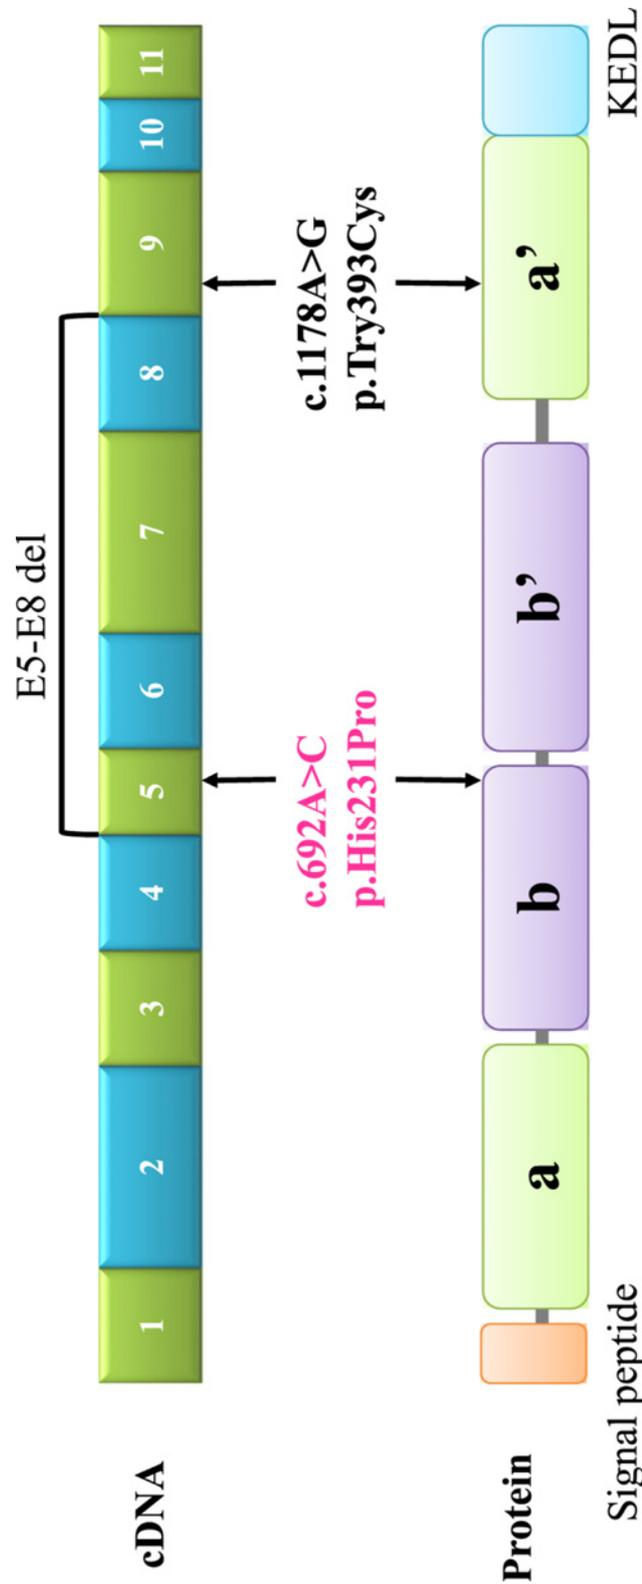 E5-E8 del
cDNA
1
2
3
4
5
6
7
8
9
10
11
c.692A>C
p.His231Pro
c.1178A>G
p.Try393Cys
Protein
a
b
b’
a’
Signal peptide
KEDL